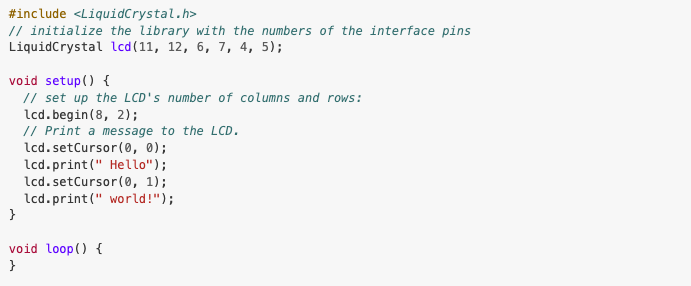 #include <LiquidCrystal.h>
// initialize the library with the numbers of the interface pins
LiquidCrystal lcd(11, 12, 6, 7, 4, 5);

void setup() {
  // set up the LCD's number of columns and rows:
  lcd.begin(8, 2);
  // Print a message to the LCD.
  lcd.setCursor(0, 0);
  lcd.print(" Hello");
  lcd.setCursor(0, 1);
  lcd.print(" world!");
}

void loop() {
}